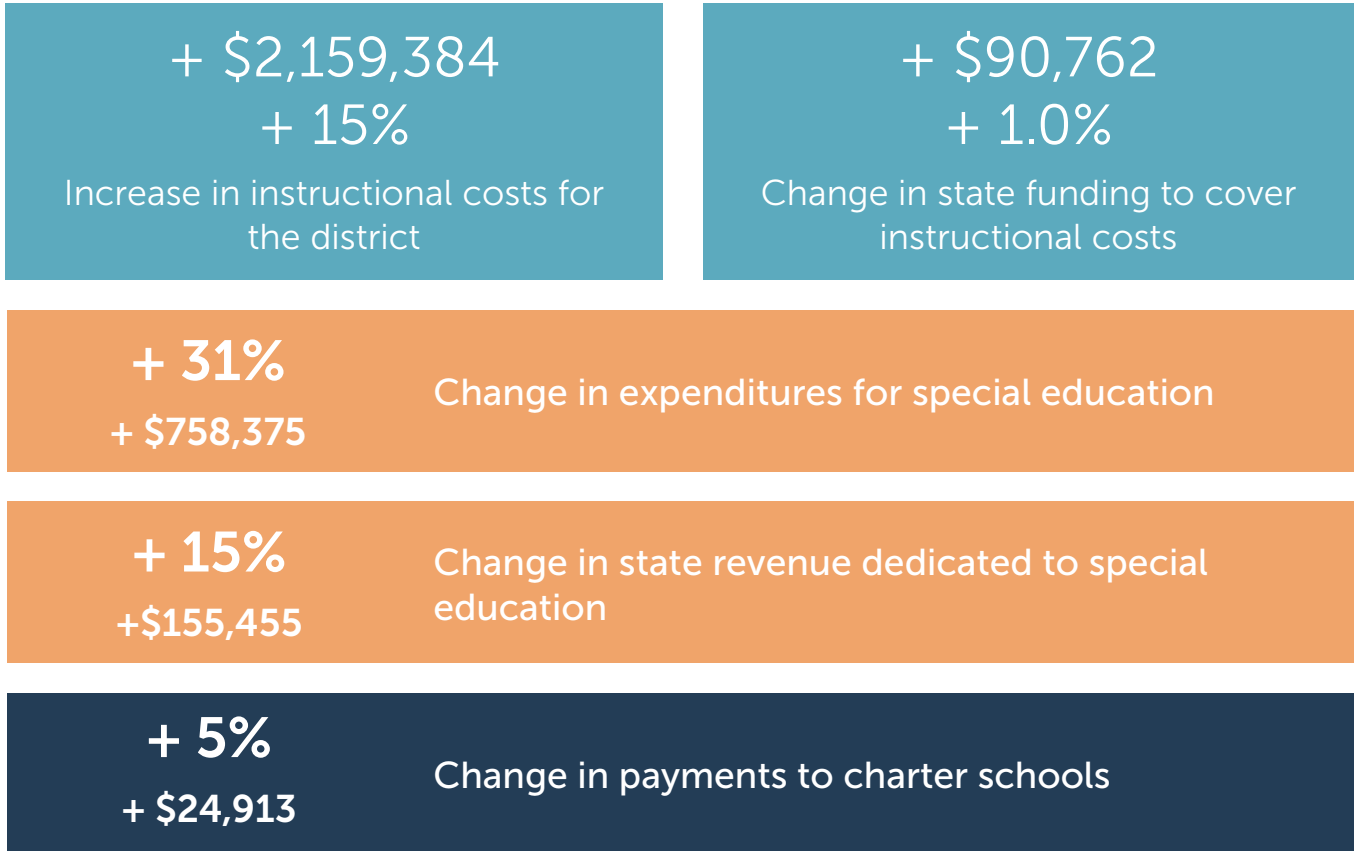 + $2,159,384
+ 15%
Increase in instructional costs for
the district
+ $90,762
+ 1.0%
Change in state funding to cover
instructional costs
+ 31%
+ $758,375
Change in expenditures for special education
+ 15%
+$155,455
Change in state revenue dedicated to special
education
+ 5%
+ $24,913
Change in payments to charter schools